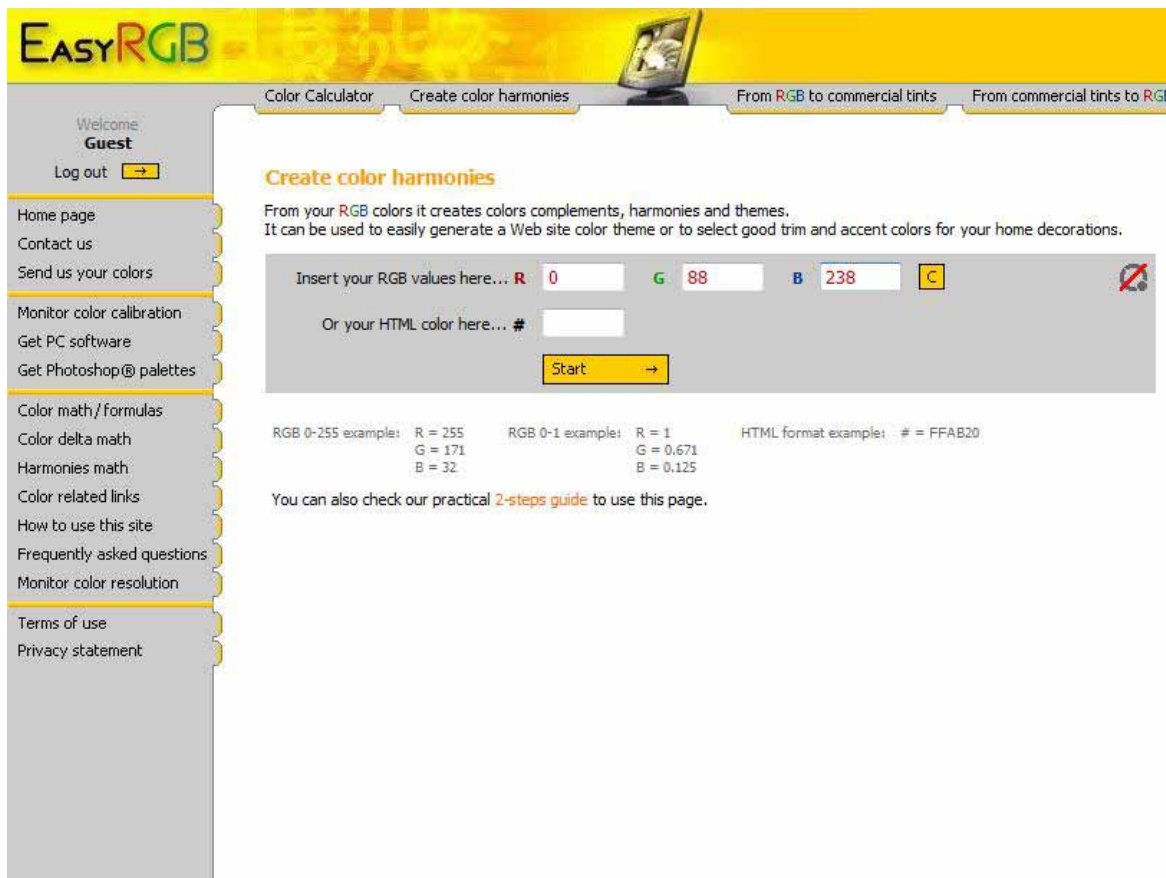 EASYRGB
Color Calculator Create color harmonies From RGB to commercial tints From commercial tints to RG
Welcome
Guest
Log out →
Home page
Contact us
Send us your colors
Monitor color calibration
Get PC software
Get Photoshop® palettes
Color math/formulas
Color delta math
Harmonies math
Color related links
How to use this site
Frequently asked questions
Monitor color resolution
Terms of use
Privacy statement
Create color harmonies
From your RGB colors it creates colors complements, harmonies and themes.
It can be used to easily generate a Web site color theme or to select good trim and accent colors for your home decorations.
Insert your RGB values here... R 0 G 88 B 238 C
Or your HTML color here... #
Start →
RGB 0-255 example: R = 255 RGB 0-1 example: R = 1 HTML format example: # = FFAB20
G = 171 G = 0.671
B = 32 B = 0.125
You can also check our practical 2-steps guide to use this page.